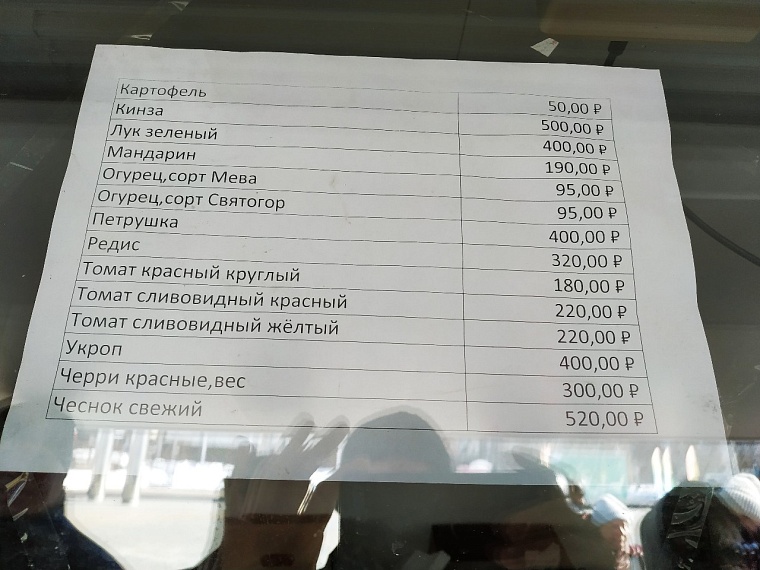 Картофель 50,00 ₽
Кинза 500,00 ₽
Лук зеленый 400,00 ₽
Мандарин 190,00 ₽
Огурец,сорт Мева 95,00 ₽
Огурец,сорт Святогор 95,00 ₽
Петрушка 400,00 ₽
Редис 320,00 ₽
Томат красный круглый 180,00 ₽
Томат сливовидный красный 220,00 ₽
Томат сливовидный жёлтый 220,00 ₽
Укроп 400,00 ₽
Черри красные,вес 300,00 ₽
Чеснок свежий 520,00 ₽